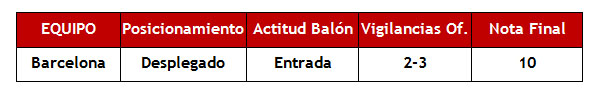 EQUIPO Posicionamiento Actitud Balón Vigilancias Of. Nota Final
Barcelona Desplegado Entrada 2-3 10